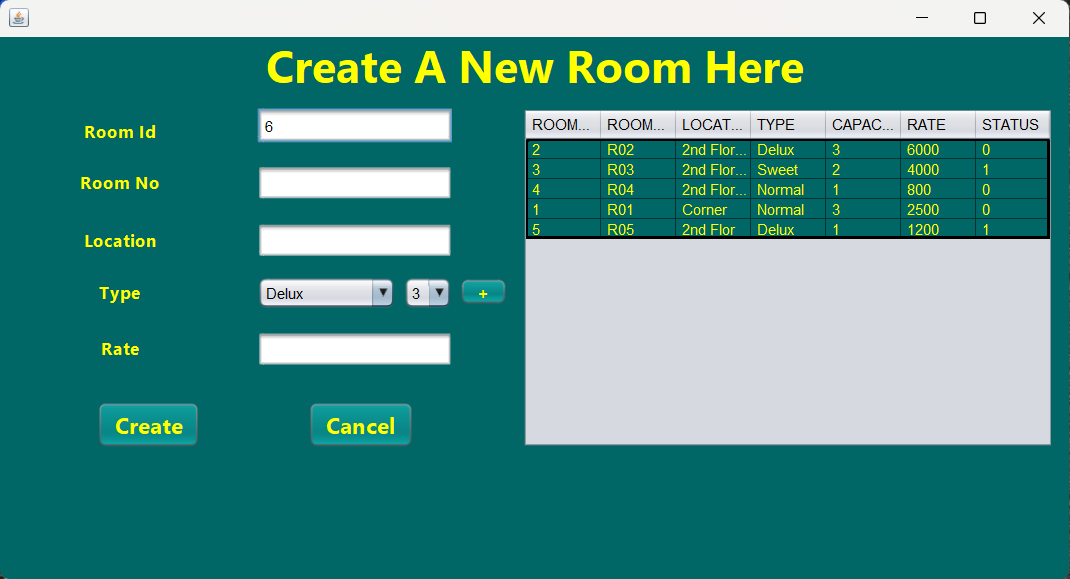 Create A New Room Here
Room Id 6
Room No
Location
Type Delux 3 +
Rate
Create Cancel
ROOM... ROOM... LOCAT... TYPE CAPAC... RATE STATUS
2 R02 2nd Flor... Delux 3 6000 0
3 R03 2nd Flor... Sweet 2 4000 1
4 R04 2nd Flor... Normal 1 800 0
1 R01 Corner Normal 3 2500 0
5 R05 2nd Flor Delux 1 1200 1